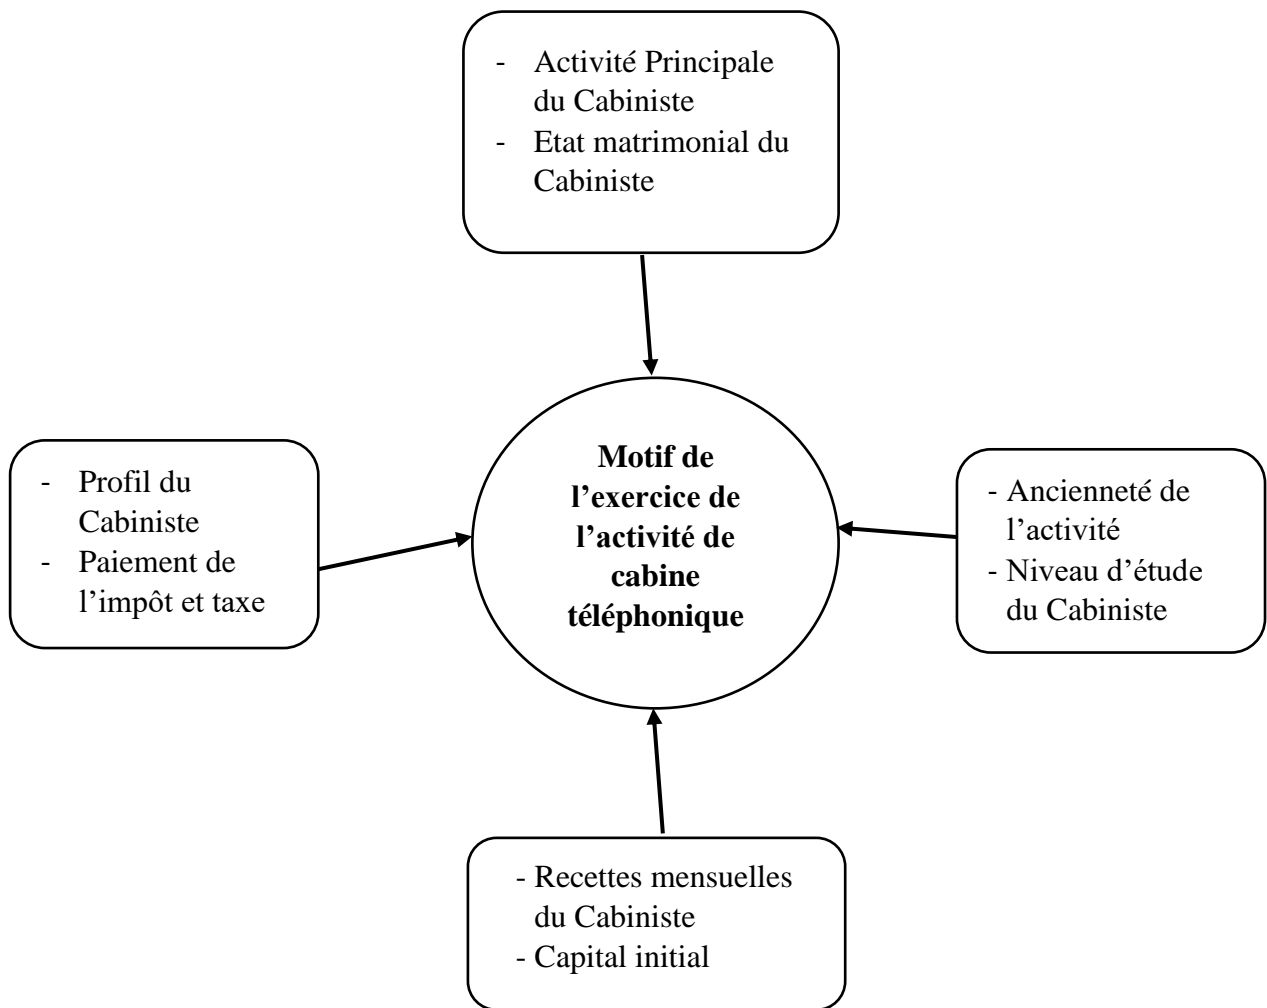 - Activité Principale
du Cabiniste
- Etat matrimonial du
Cabiniste
- Profil du
Cabiniste
- Paiement de
l’impôt et taxe
Motif de
l’exercice de
l’activité de
cabine
téléphonique
- Ancienneté de
l’activité
- Niveau d’étude
du Cabiniste
- Recettes mensuelles
du Cabiniste
- Capital initial